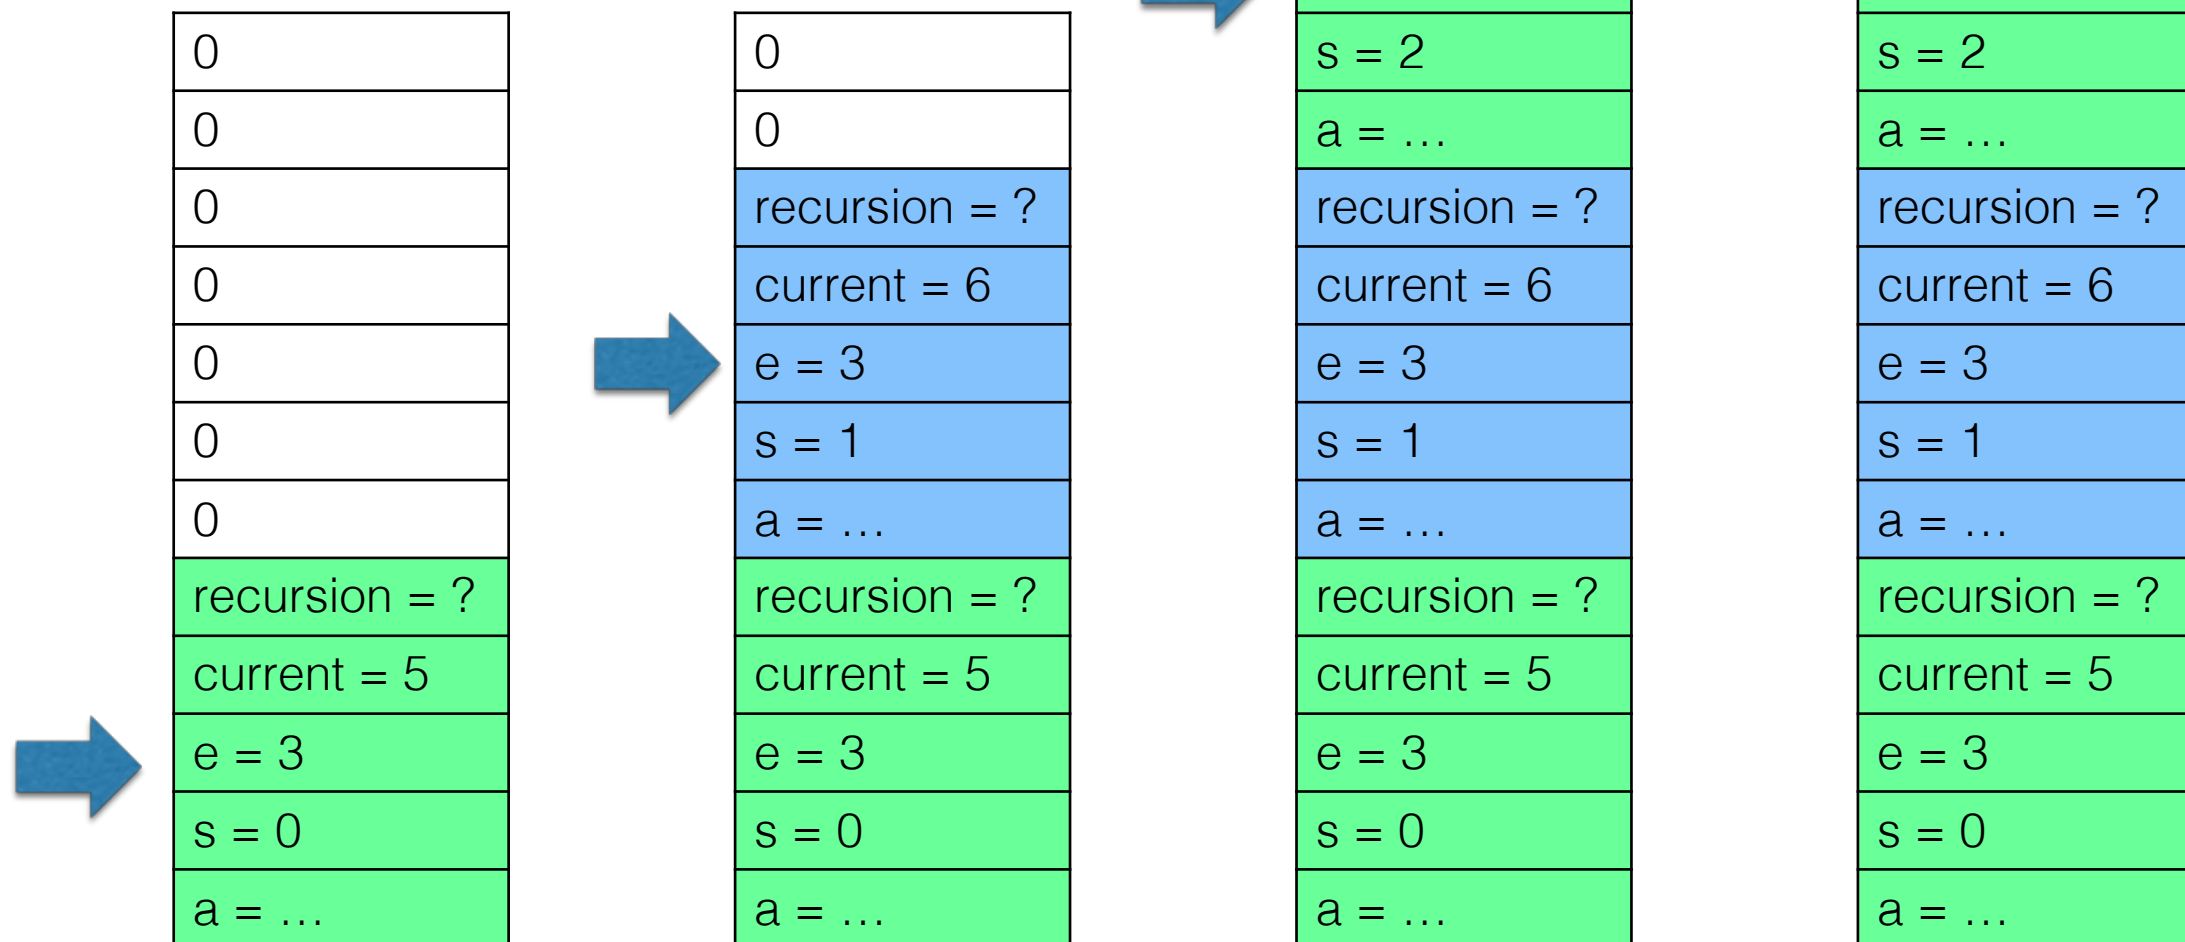 0
0
0
0
0
0
0
recursion = ?
current = 5
e = 3
s = 0
a = …
0
0
recursion = ?
current = 6
e = 3
s = 1
a = …
recursion = ?
current = 5
e = 3
s = 0
a = …
s = 2
a = …
recursion = ?
current = 6
e = 3
s = 1
a = …
recursion = ?
current = 5
e = 3
s = 0
a = …
s = 2
a = …
recursion = ?
current = 6
e = 3
s = 1
a = …
recursion = ?
current = 5
e = 3
s = 0
a = …